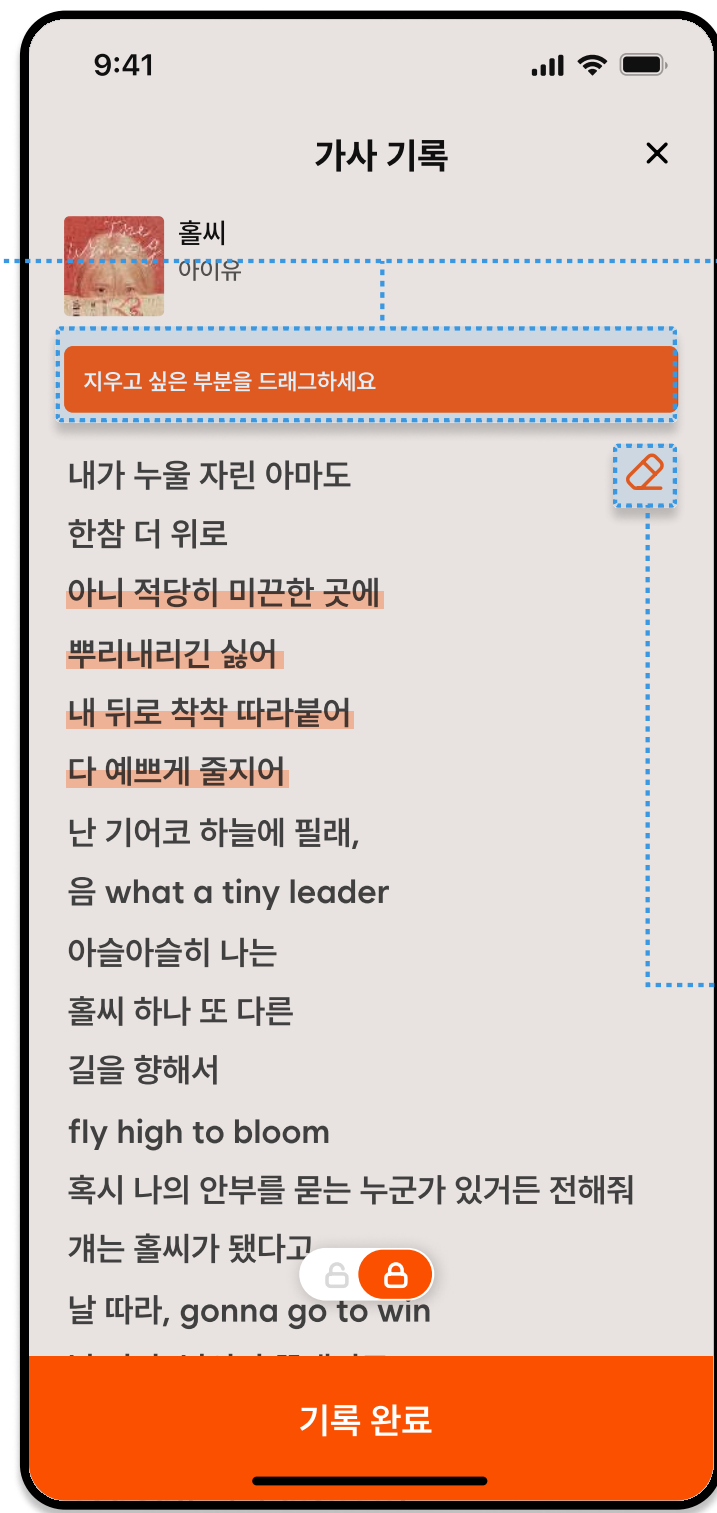 9:41
가사 기록
홀씨
아이유
지우고 싶은 부분을 드래그하세요
내가 누울 자린 아마도
한참 더 위로
아니 적당히 미끈한 곳에
뿌리내리긴 싫어
내 뒤로 착착 따라붙어
다 예쁘게 줄지어
난 기어코 하늘에 필래,
음 what a tiny leader
아슬아슬히 나는
홀씨 하나 또 다른
길을 향해서
fly high to bloom
혹시 나의 안부를 묻는 누군가 있거든 전해줘
걔는 홀씨가 됐다고
날 따라, gonna go to win
기록 완료